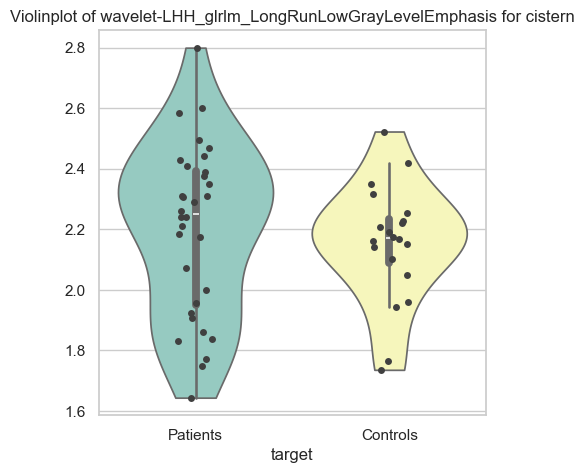 Violinplot of wavelet-LHH_glrlm_LongRunLowGrayLevelEmphasis for cistern
2.8
2.6
2.4
2.2
2.0
1.8
1.6
Patients Controls
target